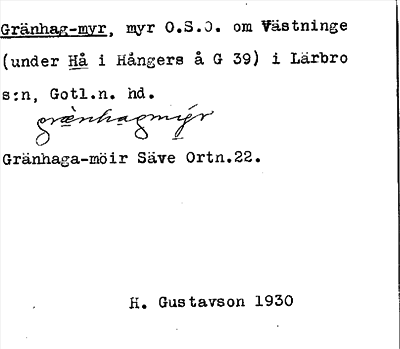 Gränhag-myr, myr O.S.O. om Västninge
(under Hå i Hångers å G 39) i Lärbro
s:n, Gotl.n. hd.
grànhagmýr
Gränhaga-möir Säve Ortn.22.
H. Gustavson 1930